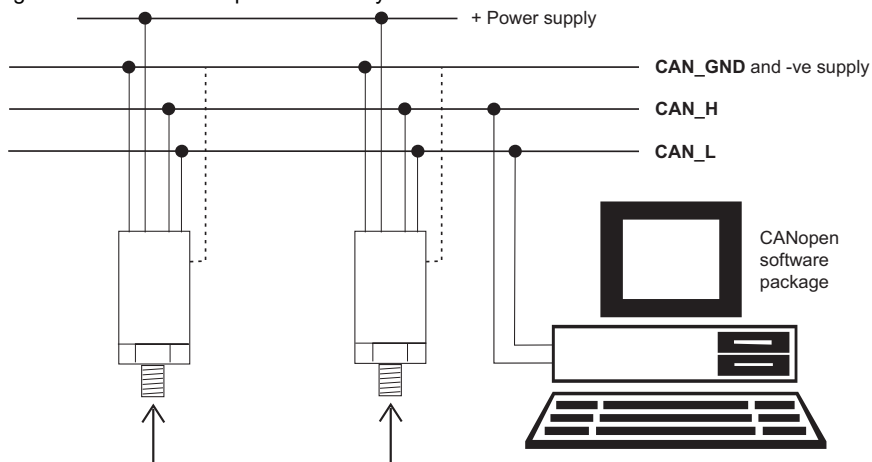 + Power supply
CAN_GND and -ve supply
CAN_H
CAN_L
CANopen
software
package